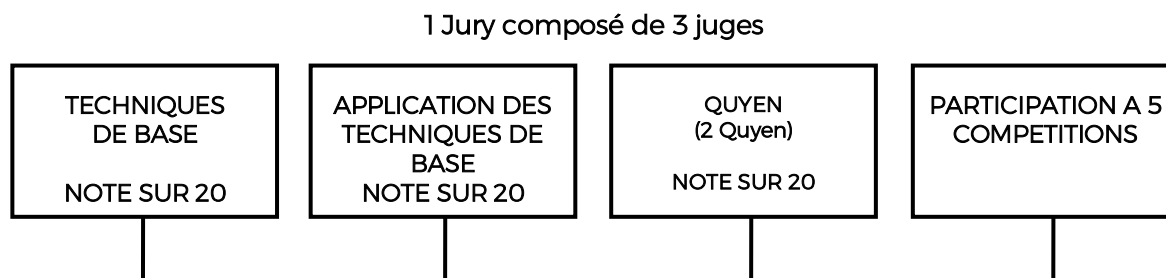 1 Jury composé de 3 juges
TECHNIQUES
DE BASE
NOTE SUR 20
APPLICATION DES
TECHNIQUES DE
BASE
NOTE SUR 20
QUYEN
(2 Quyen)
NOTE SUR 20
PARTICIPATION A 5
COMPETITIONS